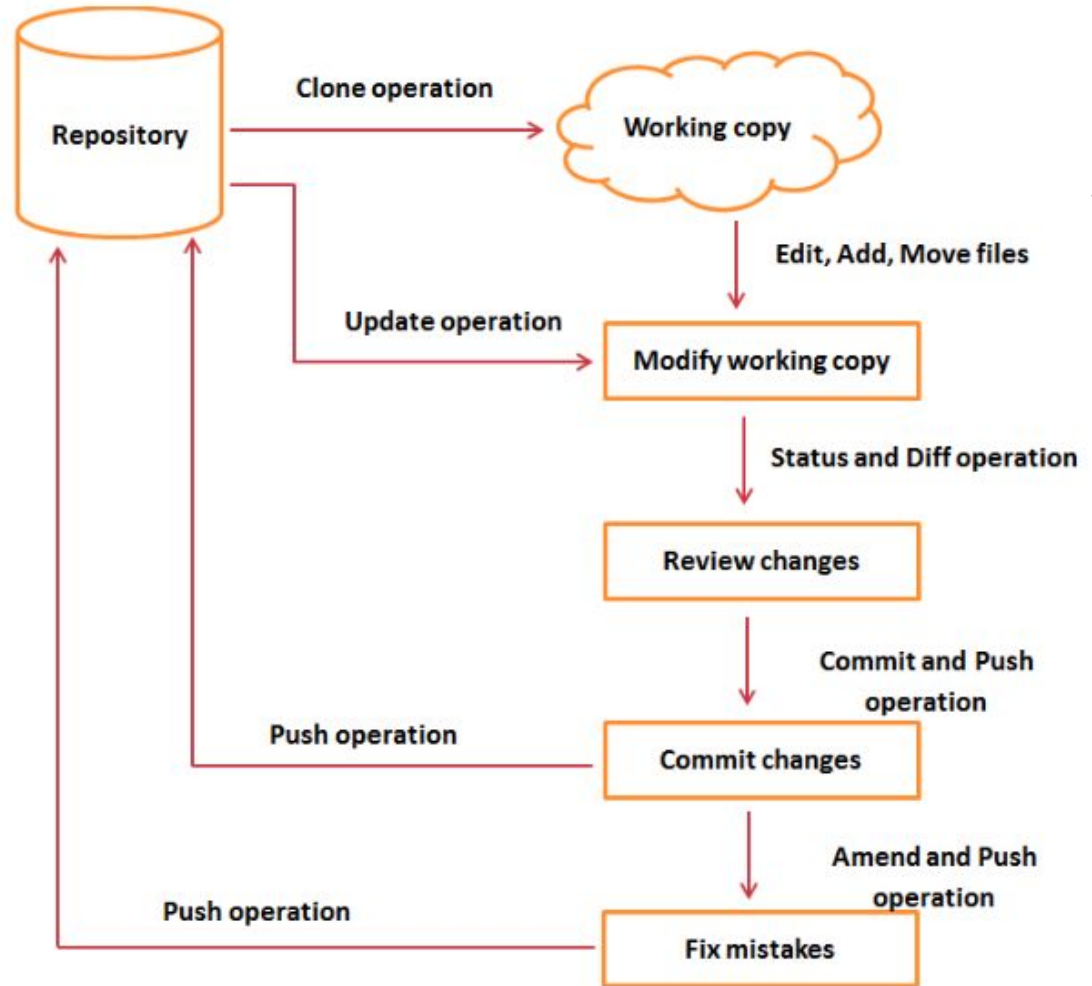 Clone operation
Repository
Working copy
Edit, Add, Move files
Update operation
Modify working copy
Status and Diff operation
Review changes
Commit and Push
operation
Push operation
Commit changes
Amend and Push
operation
Push operation
Fix mistakes